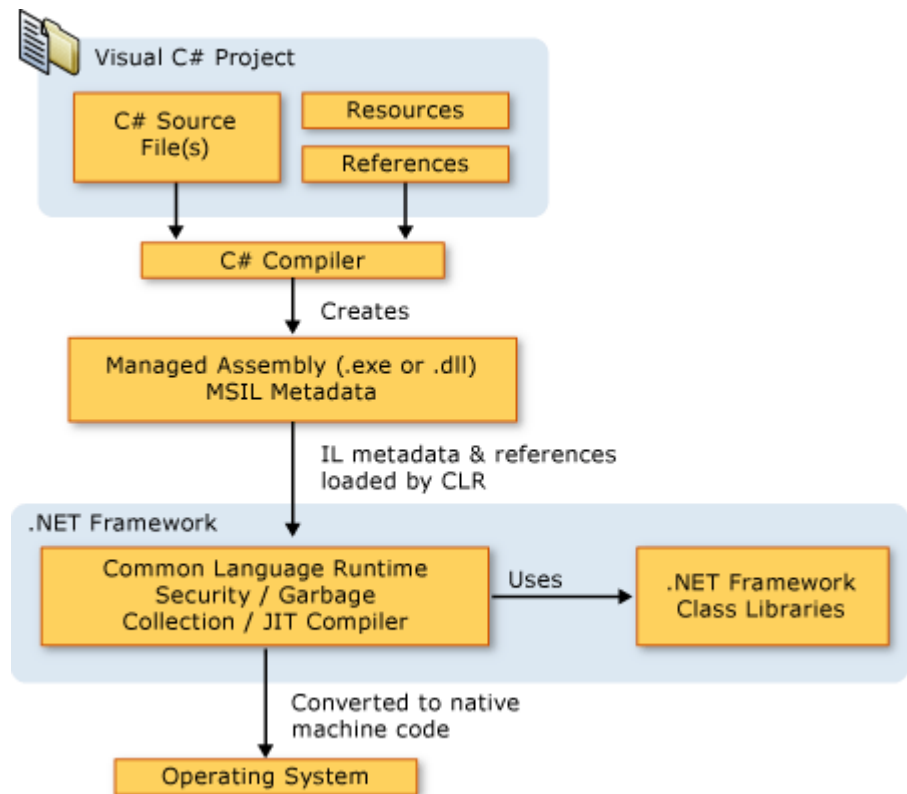 Visual C# Project
C# Source
File(s)
Resources
References
C# Compiler
Creates
Managed Assembly (.exe or .dll)
MSIL Metadata
IL metadata & references
loaded by CLR
.NET Framework
Common Language Runtime
Security / Garbage
Collection / JIT Compiler
Uses
.NET Framework
Class Libraries
Converted to native
machine code
Operating System